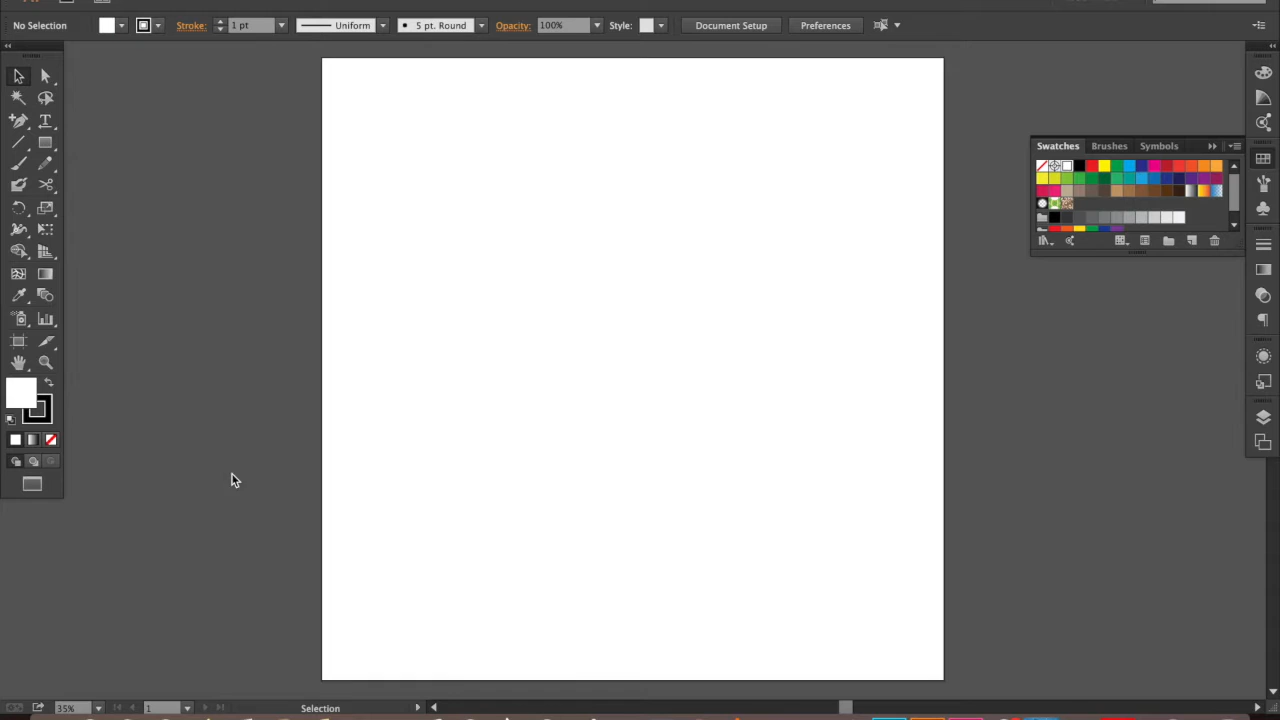 No Selection Stroke: 1 pt Uniform 5 pt. Round Opacity: 100% Style: Document Setup Preferences
Swatches Brushes Symbols
35% 1 Selection